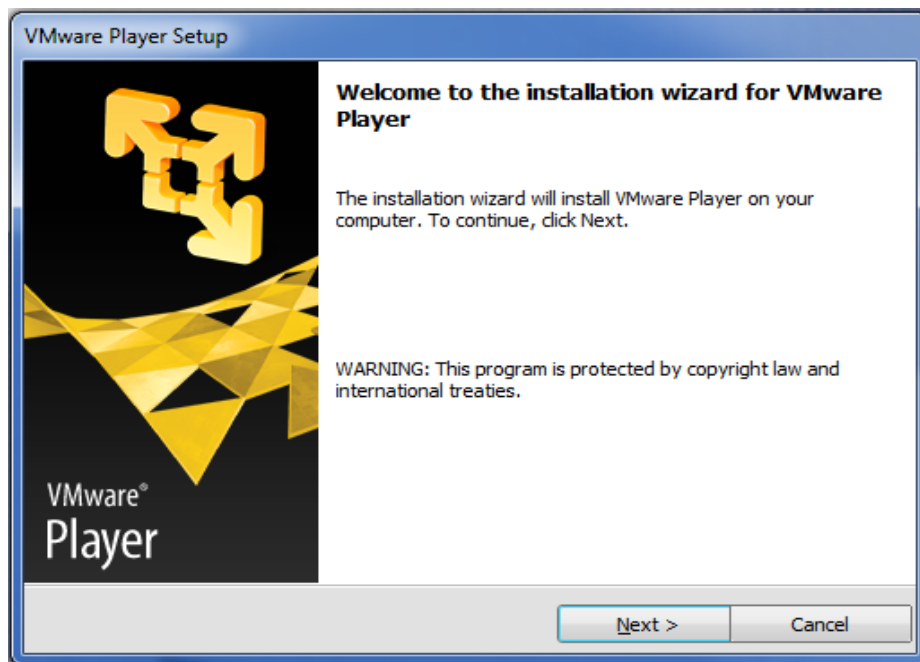 VMware Player Setup
Welcome to the installation wizard for VMware
Player
The installation wizard will install VMware Player on your
computer. To continue, click Next.
WARNING: This program is protected by copyright law and
international treaties.
VMware®
Player
Next >
Cancel